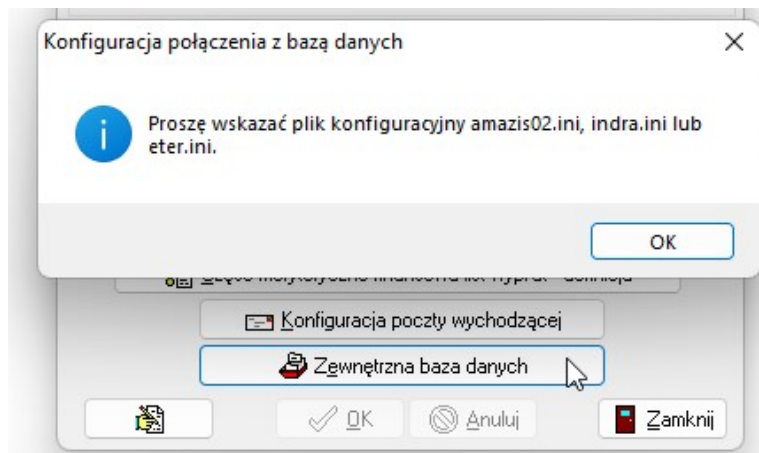 Konfiguracja połączenia z bazą danych
Proszę wskazać plik konfiguracyjny amazis02.ini, indra.ini lub
eter.ini.
OK
Konfiguracja poczty wychodzącej
Zewnętrzna baza danych
OK
Anuluj
Zamknij